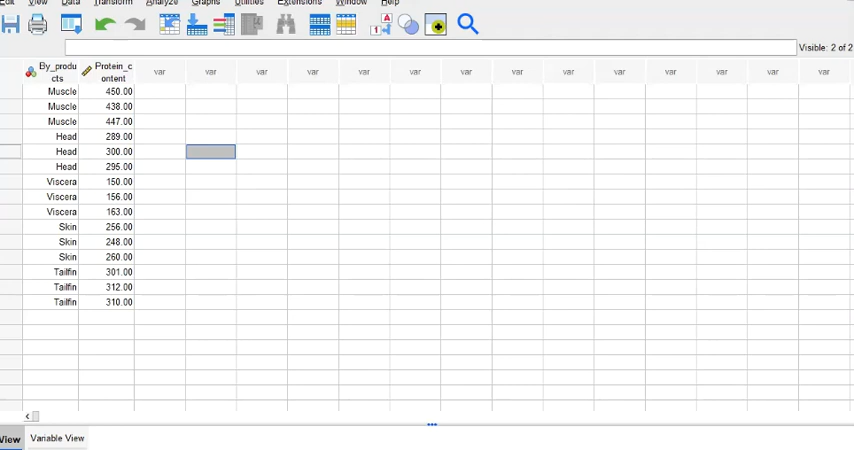 Edit View Data Transform Analyze Graphs Utilities Extensions Window Help
Visible: 2 of 2
By_produ
cts Protein_c
ontent var var var var var var var var var var var var var var
Muscle 450.00
Muscle 438.00
Muscle 447.00
Head 289.00
Head 300.00
Head 295.00
Viscera 150.00
Viscera 156.00
Viscera 163.00
Skin 256.00
Skin 248.00
Skin 260.00
Tailfin 301.00
Tailfin 312.00
Tailfin 310.00
View Variable View